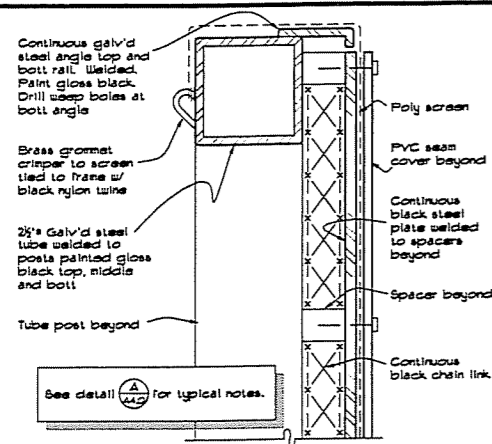 Continuous galv'd
steel angle top and
bott rail. Welded.
Paint gloss black.
Drill weep holes at
bott angle
Brass grommet
crimper to screen
tied to frame w/
black nylon twine
2½"s Galv'd steel
tube welded to
posts painted gloss
black top, middle
and bott
Tube post beyond
See detail A for typical notes.
Poly screen
PVC seam
cover beyond
Continuous
black steel
plate welded
to spacers
beyond
Spacer beyond
Continuous
black chain link